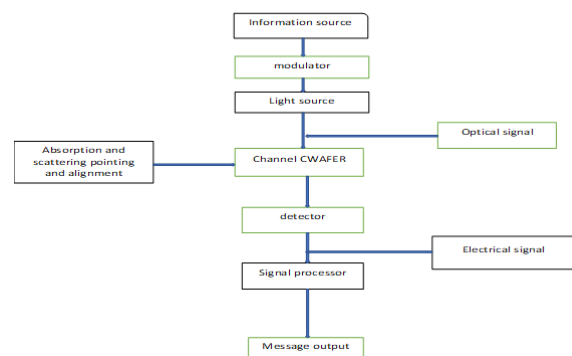 Information source
modulator
Light source
Optical signal
Absorption and
scattering pointing
and alignment
Channel CWAFER
detector
Electrical signal
Signal processor
Message output